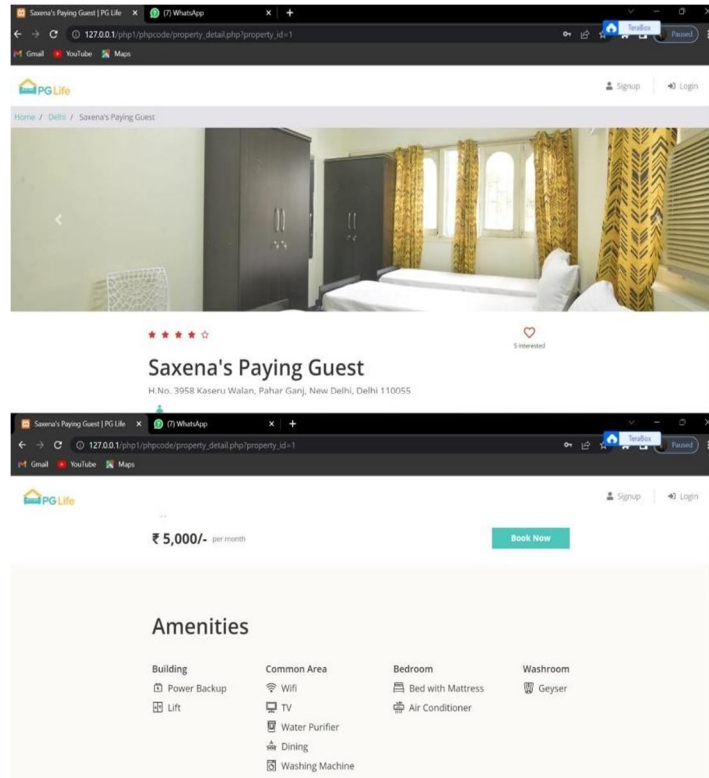 Saxena's Paying Guest | PG Life × (7) WhatsApp × +
127.0.0.1/php1/phpcode/property_detail.php?property_id=1 TeraBox Paused
Gmail YouTube Maps
PG Life Signup Login
Home / Delhi / Saxena's Paying Guest
5 interested
Saxena's Paying Guest
H.No. 3958 Kaseru Walan, Pahar Ganj, New Delhi, Delhi 110055
Saxena's Paying Guest | PG Life × (7) WhatsApp × +
127.0.0.1/php1/phpcode/property_detail.php?property_id=1 TeraBox Paused
Gmail YouTube Maps
PG Life Signup Login
₹ 5,000/- per month Book Now
Amenities
Building Common Area Bedroom Washroom
Power Backup Wifi Bed with Mattress Geyser
Lift TV Air Conditioner
Water Purifier
Dining
Washing Machine